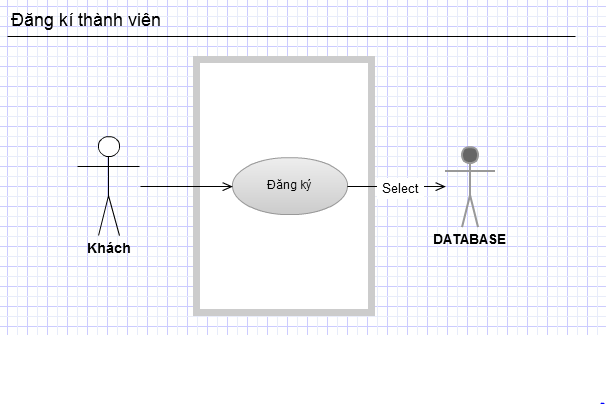 Đăng kí thành viên
Đăng ký
Select
Khách
DATABASE